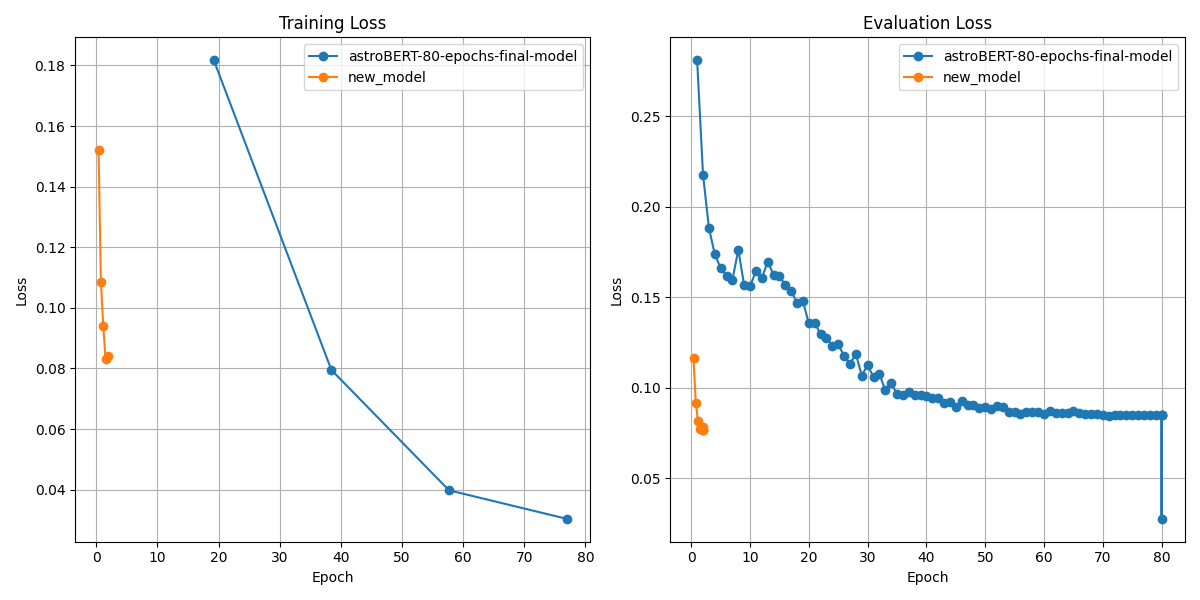 Training Loss
astroBERT-80-epochs-final-model
new_model
0.18
0.16
0.14
0.12
0.10
0.08
0.06
0.04
Loss
0 10 20 30 40 50 60 70 80
Epoch
Evaluation Loss
astroBERT-80-epochs-final-model
new_model
0.25
0.20
0.15
0.10
0.05
Loss
0 10 20 30 40 50 60 70 80
Epoch